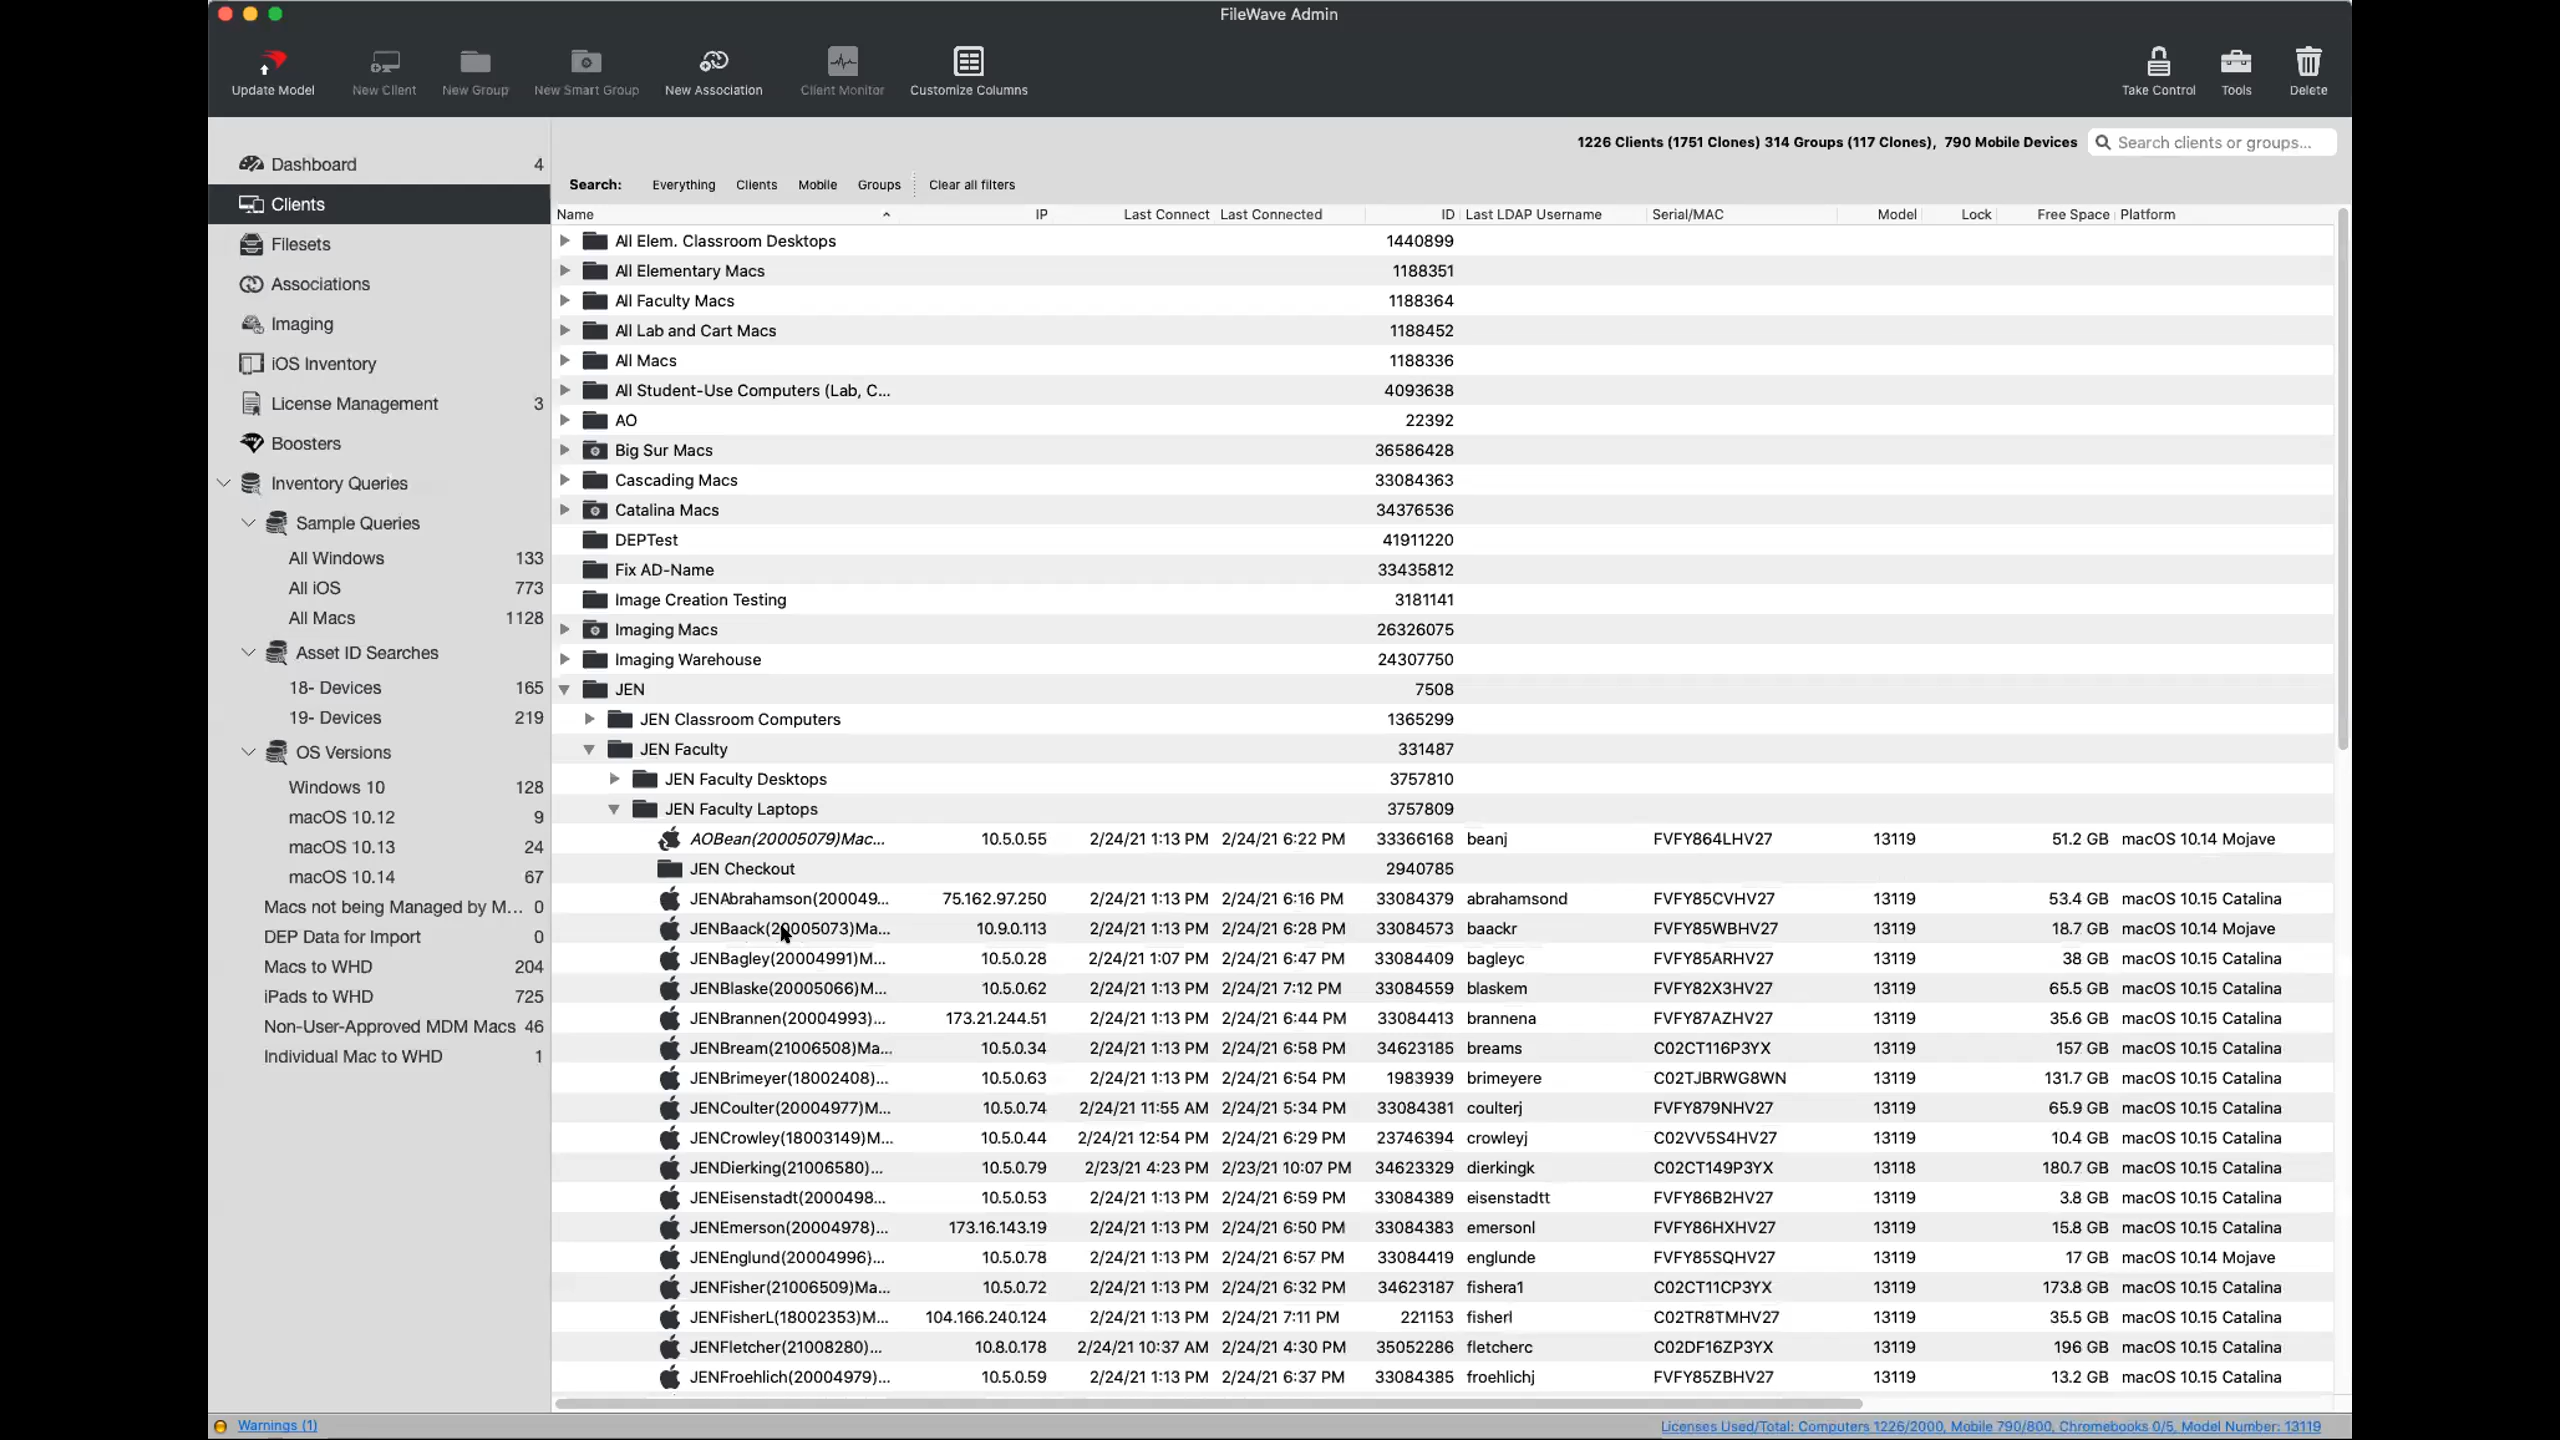 FileWave Admin
Update Model New Client New Group New Smart Group New Association Client Monitor Customize Columns Take Control Tools Delete
1226 Clients (1751 Clones) 314 Groups (117 Clones), 790 Mobile Devices Search clients or groups...
Dashboard 4
Clients
Filesets
Associations
Imaging
iOS Inventory
License Management 3
Boosters
Inventory Queries
Sample Queries
All Windows 133
All iOS 773
All Macs 1128
Asset ID Searches
18- Devices 165
19- Devices 219
OS Versions
Windows 10 128
macOS 10.12 9
macOS 10.13 24
macOS 10.14 67
Macs not being Managed by M... 0
DEP Data for Import 0
Macs to WHD 204
iPads to WHD 725
Non-User-Approved MDM Macs 46
Individual Mac to WHD 1
Search: Everything Clients Mobile Groups Clear all filters
Name IP Last Connect Last Connected ID Last LDAP Username Serial/MAC Model Lock Free Space Platform
All Elem. Classroom Desktops 1440899
All Elementary Macs 1188351
All Faculty Macs 1188364
All Lab and Cart Macs 1188452
All Macs 1188336
All Student-Use Computers (Lab, C... 4093638
AO 22392
Big Sur Macs 36586428
Cascading Macs 33084363
Catalina Macs 34376536
DEPTest 41911220
Fix AD-Name 33435812
Image Creation Testing 3181141
Imaging Macs 26326075
Imaging Warehouse 24307750
JEN 7508
JEN Classroom Computers 1365299
JEN Faculty 331487
JEN Faculty Desktops 3757810
JEN Faculty Laptops 3757809
AOBean(20005079)Mac... 10.5.0.55 2/24/21 1:13 PM 2/24/21 6:22 PM 33366168 beanj FVFY864LHV27 13119 51.2 GB macOS 10.14 Mojave
JEN Checkout 2940785
JENAbrahamson(200049... 75.162.97.250 2/24/21 1:13 PM 2/24/21 6:16 PM 33084379 abrahamsond FVFY85CVHV27 13119 53.4 GB macOS 10.15 Catalina
JENBaack(20005073)Ma... 10.9.0.113 2/24/21 1:13 PM 2/24/21 6:28 PM 33084573 baackr FVFY85WBHV27 13119 18.7 GB macOS 10.14 Mojave
JENBagley(20004991)M... 10.5.0.28 2/24/21 1:07 PM 2/24/21 6:47 PM 33084409 bagleyc FVFY85ARHV27 13119 38 GB macOS 10.15 Catalina
JENBlaske(20005066)M... 10.5.0.62 2/24/21 1:13 PM 2/24/21 7:12 PM 33084559 blaskem FVFY82X3HV27 13119 65.5 GB macOS 10.15 Catalina
JENBrannen(20004993)... 173.21.244.51 2/24/21 1:13 PM 2/24/21 6:44 PM 33084413 brannena FVFY87AZHV27 13119 35.6 GB macOS 10.15 Catalina
JENBream(21006508)Ma... 10.5.0.34 2/24/21 1:13 PM 2/24/21 6:58 PM 34623185 breams C02CT116P3YX 13119 157 GB macOS 10.15 Catalina
JENBrimeyer(18002408)... 10.5.0.63 2/24/21 1:13 PM 2/24/21 6:54 PM 1983939 brimeyere C02TJBRWG8WN 13119 131.7 GB macOS 10.15 Catalina
JENCoulter(20004977)M... 10.5.0.74 2/24/21 11:55 AM 2/24/21 5:34 PM 33084381 coulterj FVFY879NHV27 13119 65.9 GB macOS 10.15 Catalina
JENCrowley(18003149)M... 10.5.0.44 2/24/21 12:54 PM 2/24/21 6:29 PM 23746394 crowleyj C02VV5S4HV27 13119 10.4 GB macOS 10.15 Catalina
JENDierking(21006580)... 10.5.0.79 2/23/21 4:23 PM 2/23/21 10:07 PM 34623329 dierkingk C02CT149P3YX 13118 180.7 GB macOS 10.15 Catalina
JENEisenstadt(2000498... 10.5.0.53 2/24/21 1:13 PM 2/24/21 6:59 PM 33084389 eisenstadtt FVFY86B2HV27 13119 3.8 GB macOS 10.15 Catalina
JENEmerson(20004978)... 173.16.143.19 2/24/21 1:13 PM 2/24/21 6:50 PM 33084383 emersonl FVFY86HXHV27 13119 15.8 GB macOS 10.15 Catalina
JENEnglund(20004996)... 10.5.0.78 2/24/21 1:13 PM 2/24/21 6:57 PM 33084419 englunde FVFY85SQHV27 13119 17 GB macOS 10.14 Mojave
JENFisher(21006509)Ma... 10.5.0.72 2/24/21 1:13 PM 2/24/21 6:32 PM 34623187 fishera1 C02CT11CP3YX 13119 173.8 GB macOS 10.15 Catalina
JENFisherL(18002353)M... 104.166.240.124 2/24/21 1:13 PM 2/24/21 7:11 PM 221153 fisherl C02TR8TMHV27 13119 35.5 GB macOS 10.15 Catalina
JENFletcher(21008280)... 10.8.0.178 2/24/21 10:37 AM 2/24/21 4:30 PM 35052286 fletcherc C02DF16ZP3YX 13119 196 GB macOS 10.15 Catalina
JENFroehlich(20004979)... 10.5.0.59 2/24/21 1:13 PM 2/24/21 6:37 PM 33084385 froehlichj FVFY85ZBHV27 13119 13.2 GB macOS 10.15 Catalina
Warnings (1) Licenses Used/Total: Computers 1226/2000, Mobile 790/800, Chromebooks 0/5, Model Number: 13119